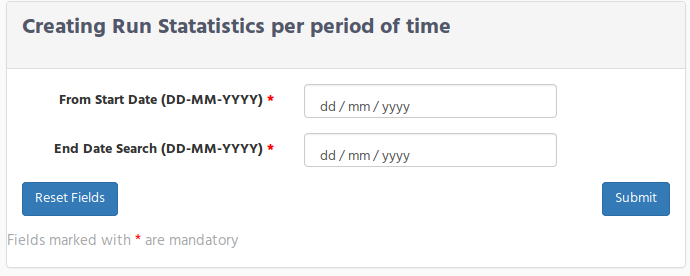 Creating Run Statatistics per period of time
From Start Date (DD-MM-YYYY) *
dd / mm / yyyy
End Date Search (DD-MM-YYYY) *
dd / mm / yyyy
Reset Fields
Submit
Fields marked with * are mandatory